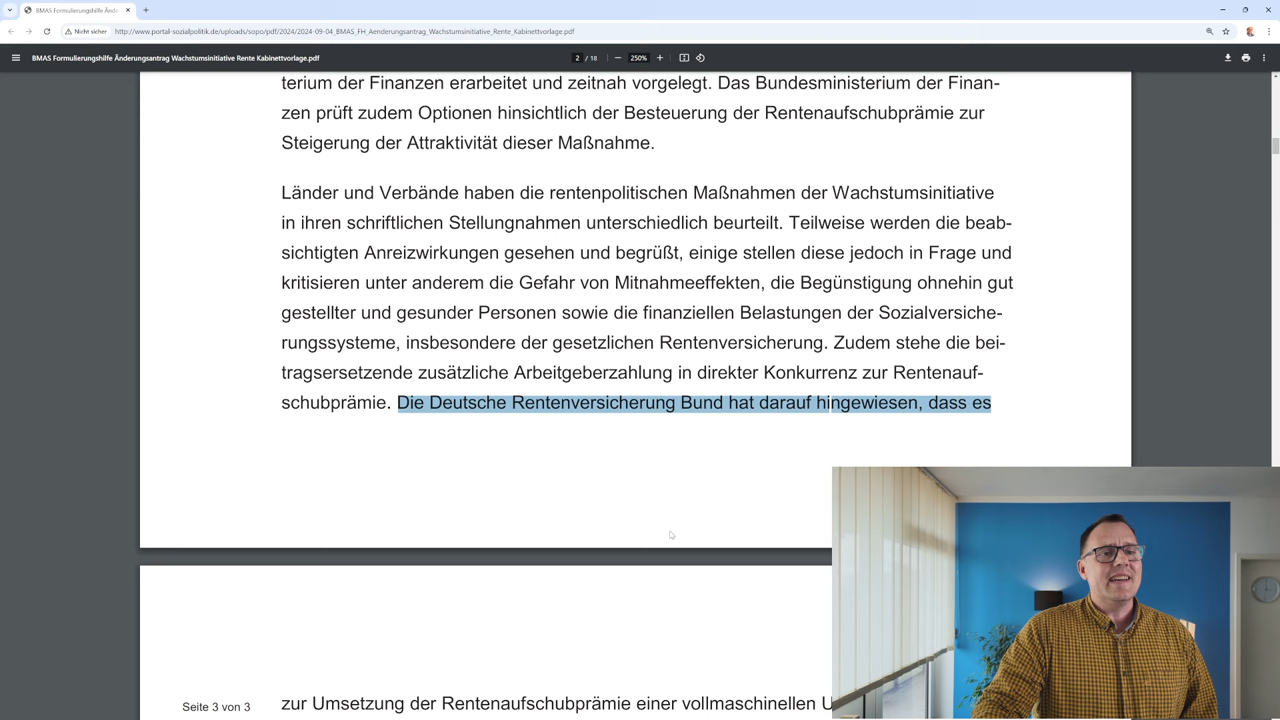 BMAS Formulierungshilfe Ände
Nicht sicher
http://www.portal-sozialpolitik.de/uploads/sopo/pdf/2024/2024-09-04_BMAS_FH_Aenderungsantrag_Wachstumsinitiative_Rente_Kabinettvorlage.pdf
BMAS Formulierungshilfe Änderungsantrag Wachstumsinitiative Rente Kabinettvorlage.pdf
2 / 18
250%
terium der Finanzen erarbeitet und zeitnah vorgelegt. Das Bundesministerium der Finan-
zen prüft zudem Optionen hinsichtlich der Besteuerung der Rentenaufschubprämie zur
Steigerung der Attraktivität dieser Maßnahme.
Länder und Verbände haben die rentenpolitischen Maßnahmen der Wachstumsinitiative
in ihren schriftlichen Stellungnahmen unterschiedlich beurteilt. Teilweise werden die beab-
sichtigten Anreizwirkungen gesehen und begrüßt, einige stellen diese jedoch in Frage und
kritisieren unter anderem die Gefahr von Mitnahmeeffekten, die Begünstigung ohnehin gut
gestellter und gesunder Personen sowie die finanziellen Belastungen der Sozialversiche-
rungssysteme, insbesondere der gesetzlichen Rentenversicherung. Zudem stehe die bei-
tragsersetzende zusätzliche Arbeitgeberzahlung in direkter Konkurrenz zur Rentenauf-
schubprämie. Die Deutsche Rentenversicherung Bund hat darauf hingewiesen, dass es
Seite 3 von 3
zur Umsetzung der Rentenaufschubprämie einer vollmaschinellen U